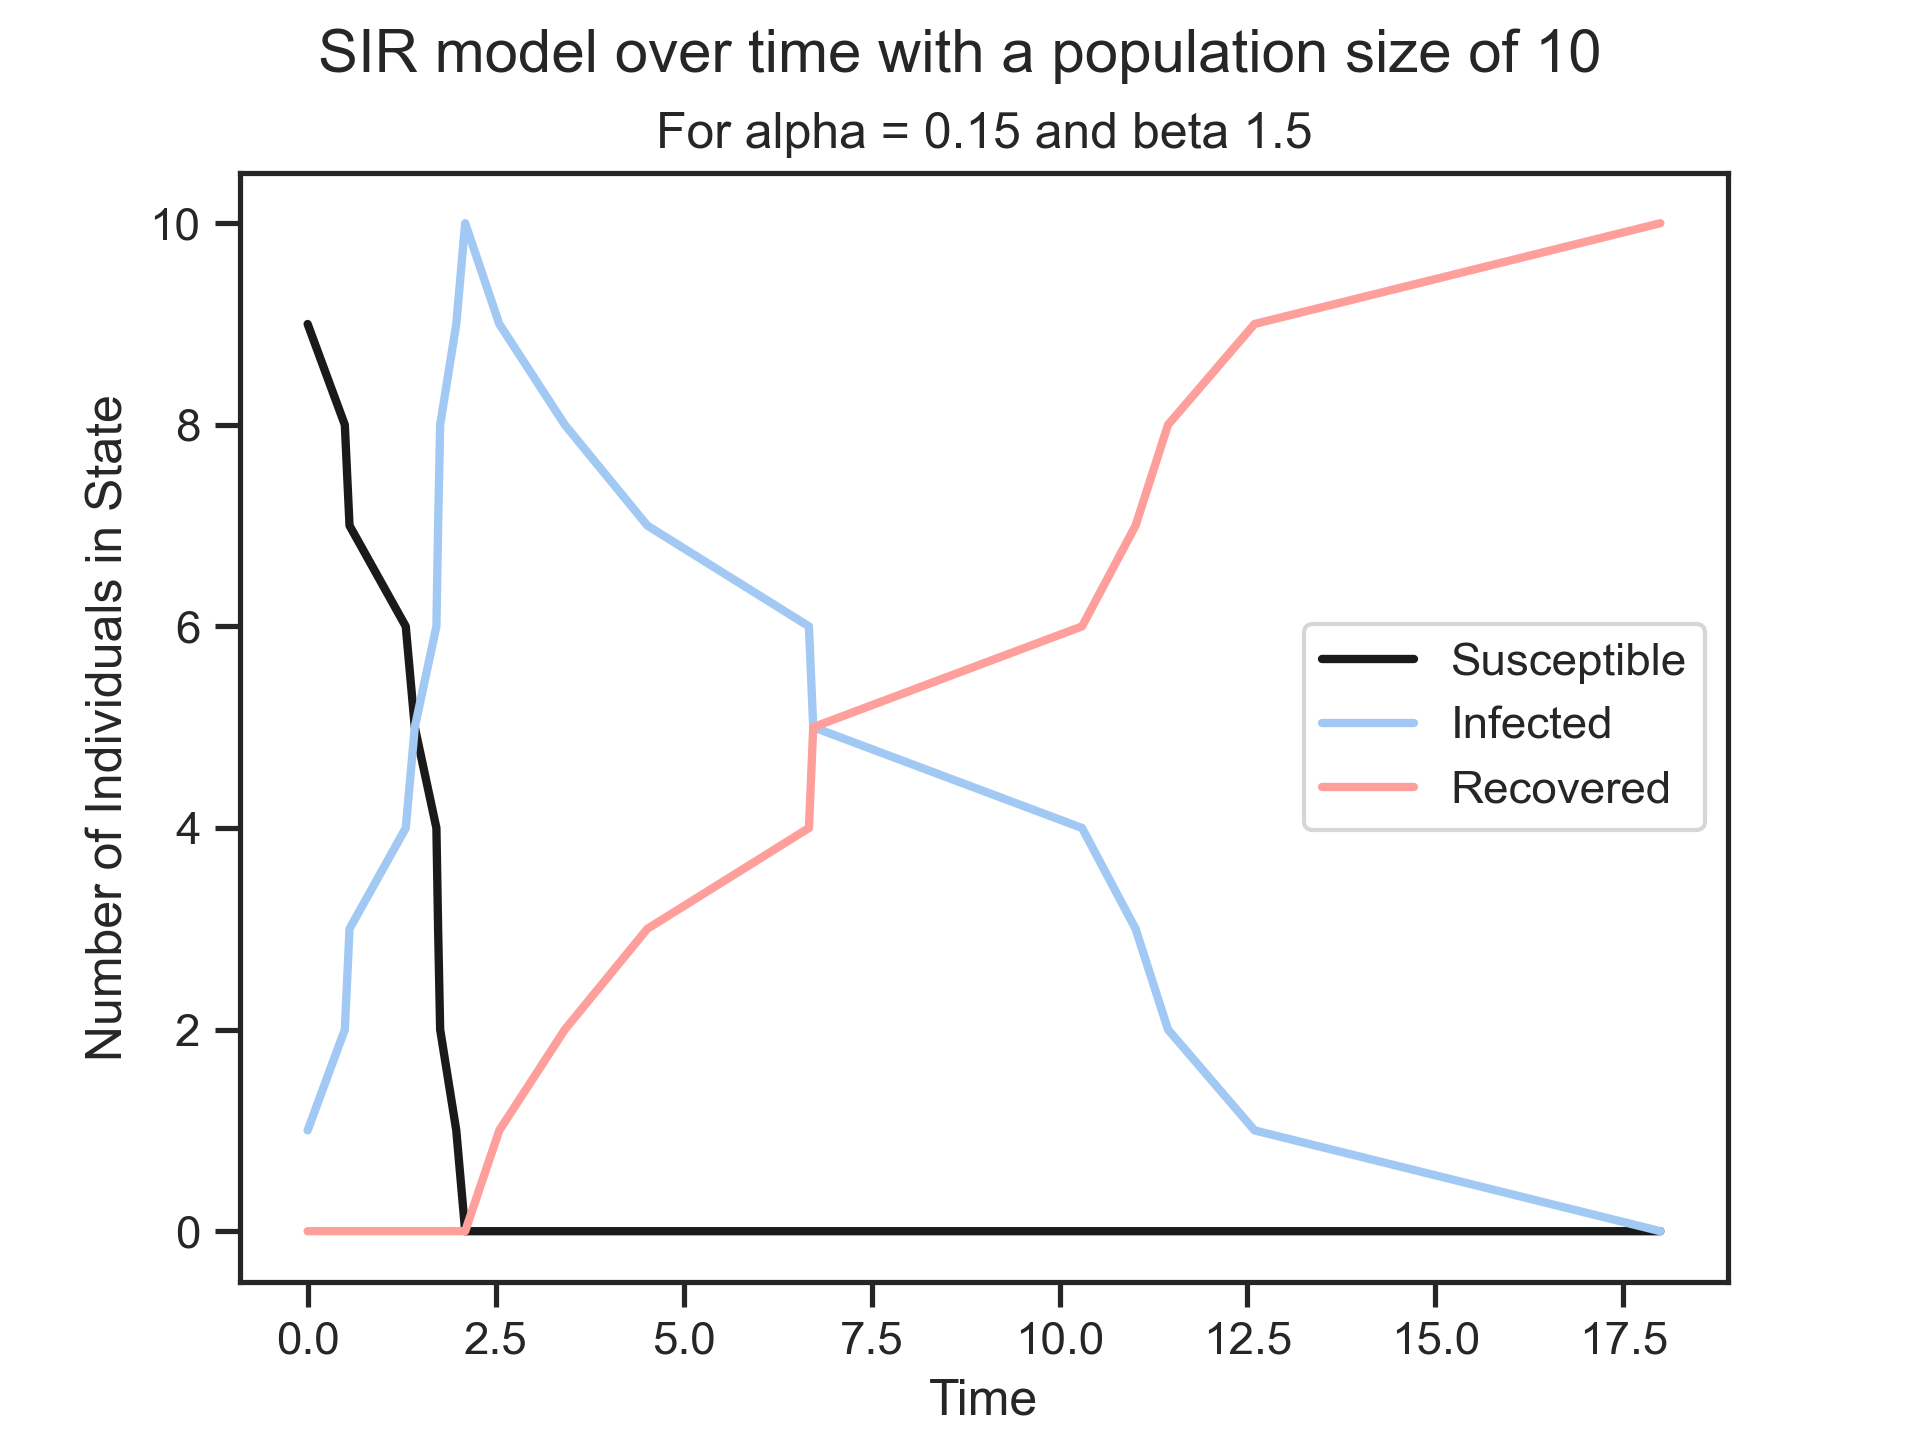 SIR model over time with a population size of 10
For alpha = 0.15 and beta 1.5
Number of Individuals in State
10
8
6
4
2
0
Susceptible
Infected
Recovered
0.0 2.5 5.0 7.5 10.0 12.5 15.0 17.5
Time